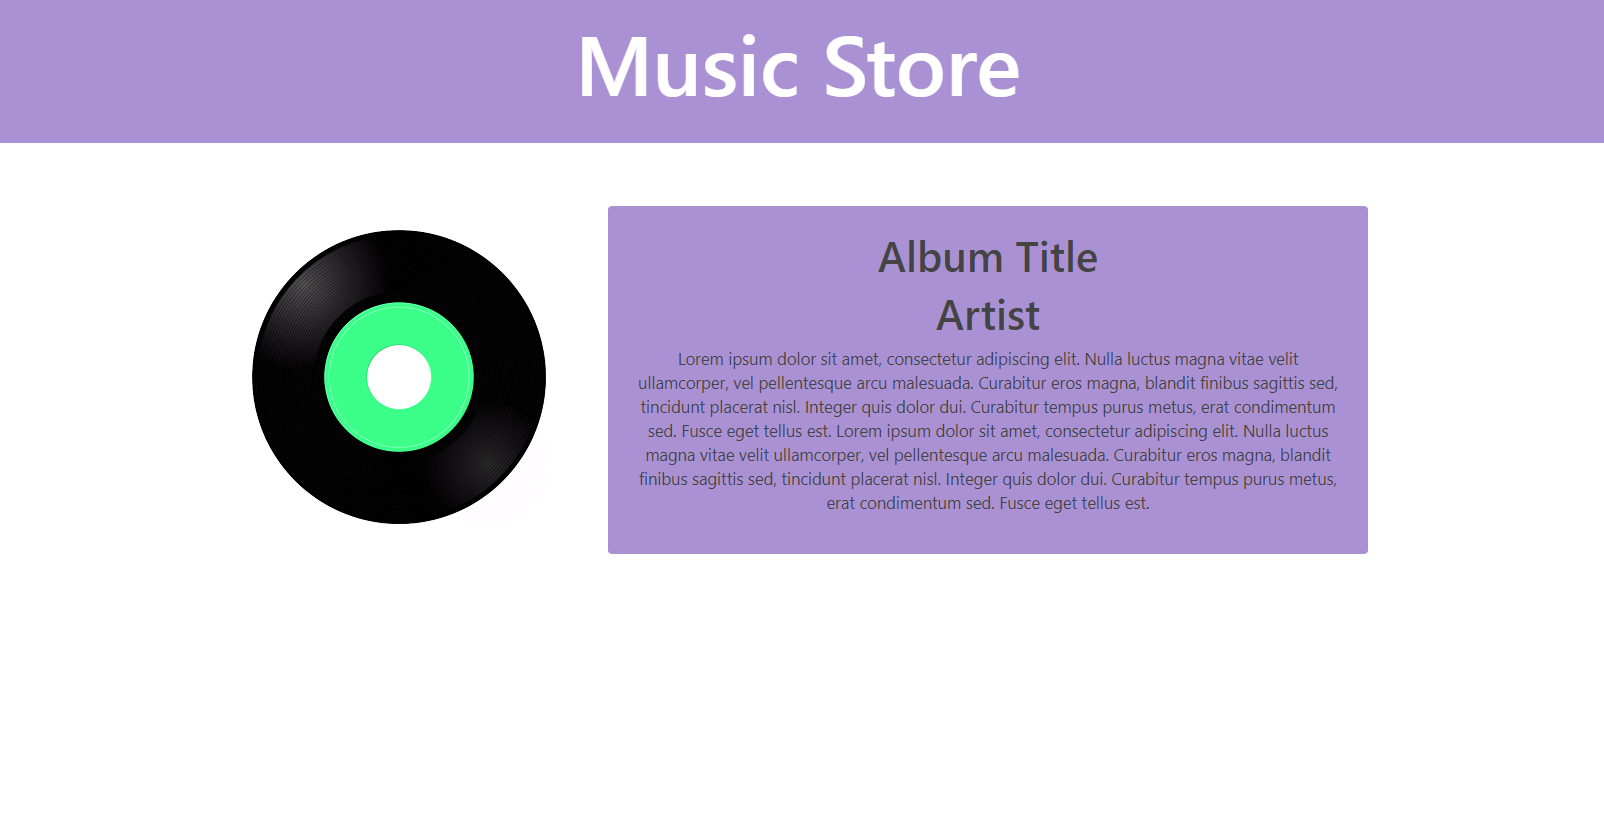 Music Store
Album Title
Artist
Lorem ipsum dolor sit amet, consectetur adipiscing elit. Nulla luctus magna vitae velit
ullamcorper, vel pellentesque arcu malesuada. Curabitur eros magna, blandit finibus sagittis sed,
tincidunt placerat nisl. Integer quis dolor dui. Curabitur tempus purus metus, erat condimentum
sed. Fusce eget tellus est. Lorem ipsum dolor sit amet, consectetur adipiscing elit. Nulla luctus
magna vitae velit ullamcorper, vel pellentesque arcu malesuada. Curabitur eros magna, blandit
finibus sagittis sed, tincidunt placerat nisl. Integer quis dolor dui. Curabitur tempus purus metus,
erat condimentum sed. Fusce eget tellus est.